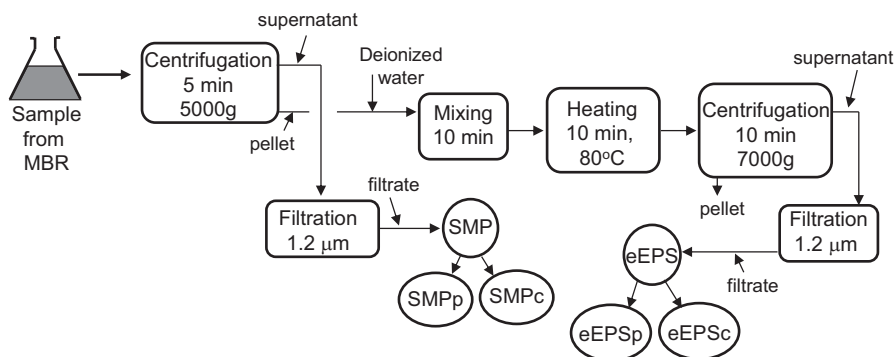 Sample
from
MBR
Centrifugation
5 min
5000g
supernatant
pellet
Deionized
water
Mixing
10 min
Heating
10 min,
80°C
Centrifugation
10 min
7000g
supernatant
pellet
Filtration
1.2 μm
filtrate
SMP
SMPp
SMPc
Filtration
1.2 μm
filtrate
eEPS
eEPSp
eEPSc